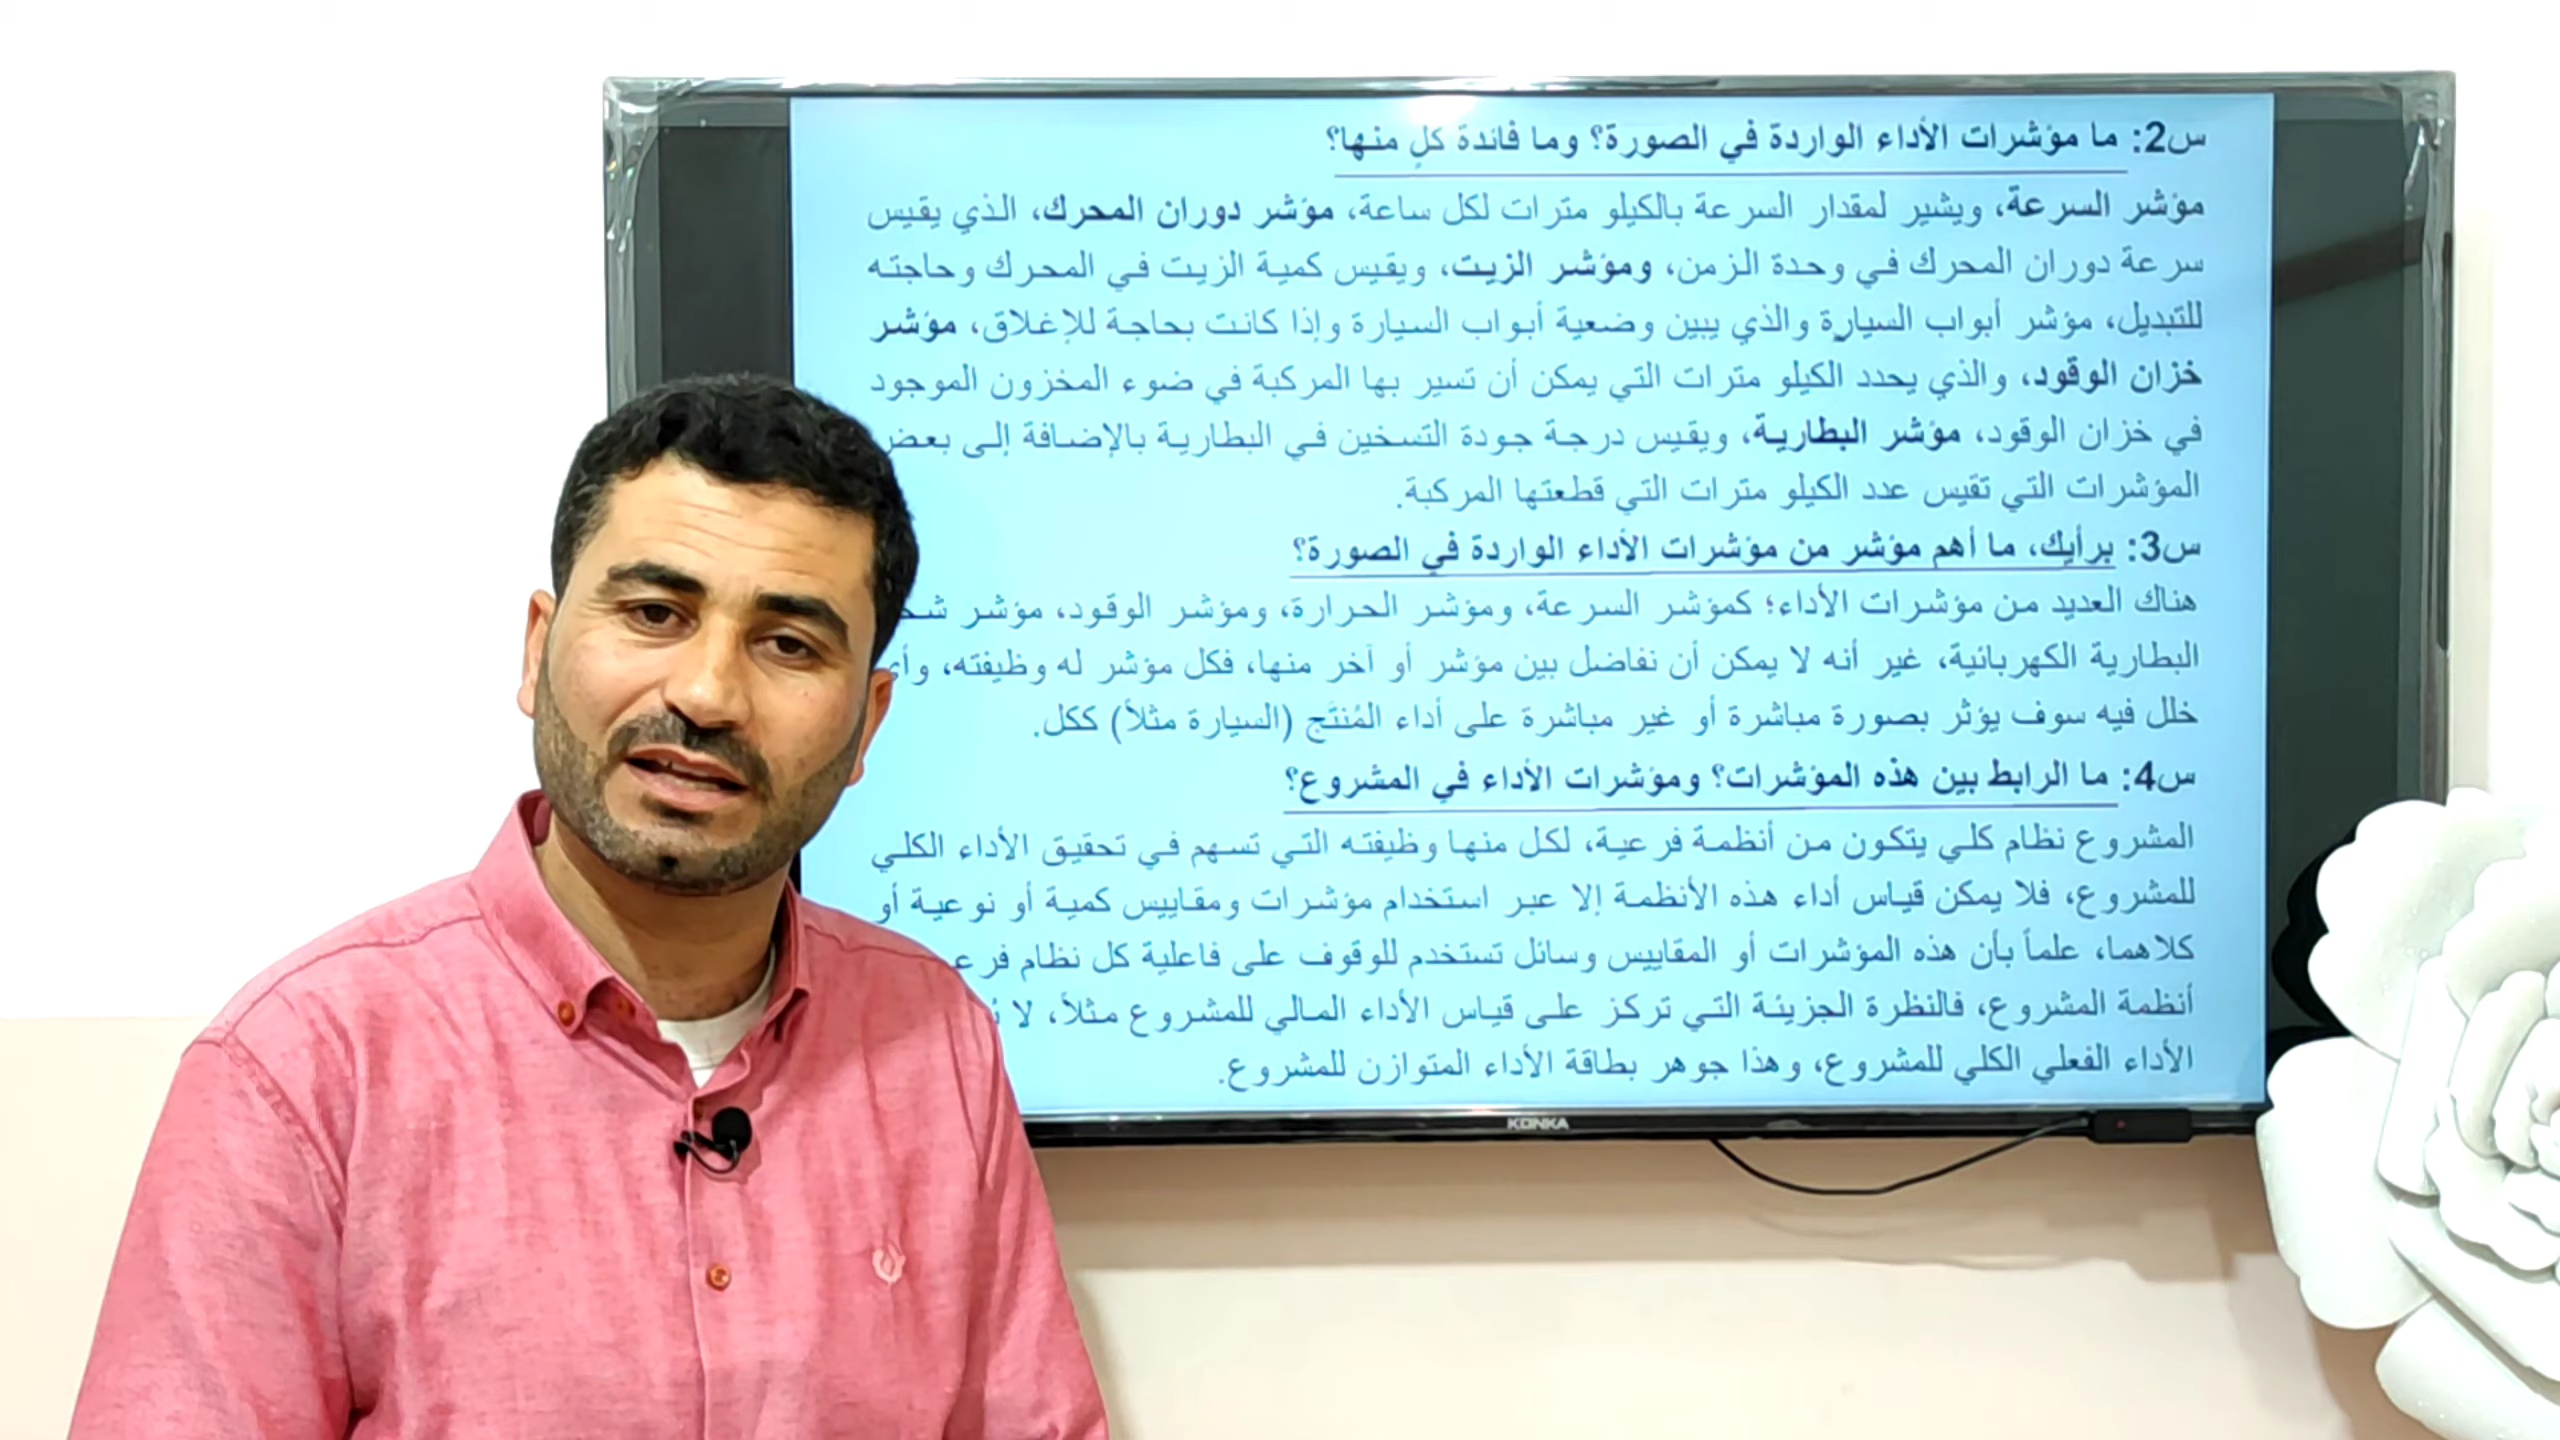 س2: ما مؤشرات الأداء الواردة في الصورة؟ وما فائدة كلٍ منها؟
مؤشر السرعة، ويشير لمقدار السرعة بالكيلو مترات لكل ساعة، مؤشر دوران المحرك، الذي يقيس
سرعة دوران المحرك في وحدة الزمن، ومؤشر الزيت، ويقيس كمية الزيت في المحرك وحاجته
للتبديل، مؤشر أبواب السيارة والذي يبين وضعية أبواب السيارة وإذا كانت بحاجة للإغلاق، مؤشر
خزان الوقود، والذي يحدد الكيلو مترات التي يمكن أن تسير بها المركبة في ضوء المخزون الموجود
في خزان الوقود، مؤشر البطارية، ويقيس درجة جودة التسخين في البطارية بالإضافة إلى بعض
المؤشرات التي تقيس عدد الكيلو مترات التي قطعتها المركبة.
س3: برأيك، ما أهم مؤشر من مؤشرات الأداء الواردة في الصورة؟
هناك العديد من مؤشرات الأداء؛ كمؤشر السرعة، ومؤشر الحرارة، ومؤشر الوقود، مؤشر
البطارية الكهربائية، غير أنه لا يمكن أن نفاضل بين مؤشر أو آخر منها، فكل مؤشر له وظيفته، وأي
خلل فيه سوف يؤثر بصورة مباشرة أو غير مباشرة على أداء المُنتَج (السيارة مثلاً) ككل.
س4: ما الرابط بين هذه المؤشرات؟ ومؤشرات الأداء في المشروع؟
المشروع نظام كلي يتكون من أنظمة فرعية، لكل منها وظيفته التي تسهم في تحقيق الأداء الكلي
للمشروع، فلا يمكن قياس أداء هذه الأنظمة إلا عبر استخدام مؤشرات ومقاييس كمية أو نوعية أو
كلاهما، علماً بأن هذه المؤشرات أو المقاييس وسائل تستخدم للوقوف على فاعلية كل نظام
أنظمة المشروع، فالنظرة الجزيئة التي تركز على قياس الأداء المالي للمشروع مثلاً، لا
الأداء الفعلي الكلي للمشروع، وهذا جوهر بطاقة الأداء المتوازن للمشروع.
KONKA